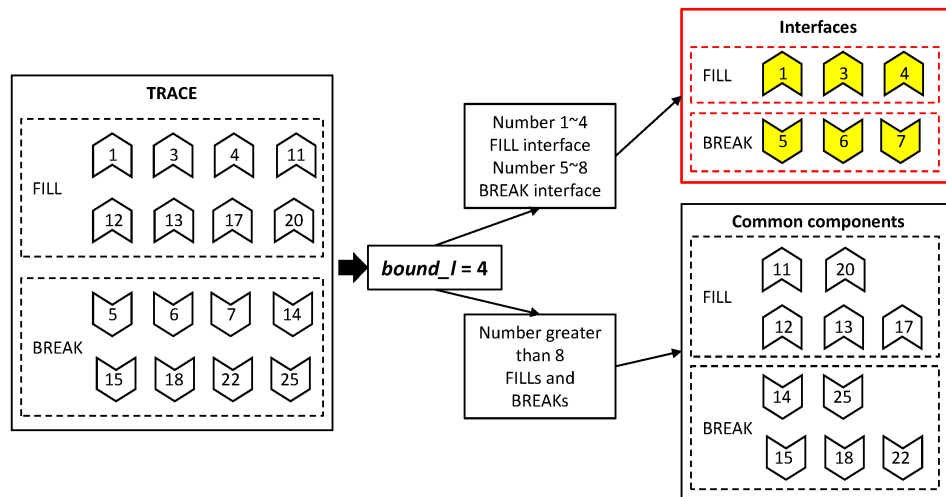 TRACE
FILL
1 3 4 11
12 13 17 20
BREAK
5 6 7 14
15 18 22 25
bound_l = 4
Number 1~4
FILL interface
Number 5~8
BREAK interface
Number greater
than 8
FILLs and
BREAKs
Interfaces
FILL
1 3 4
BREAK
5 6 7
Common components
FILL
11 20
12 13 17
BREAK
14 25
15 18 22